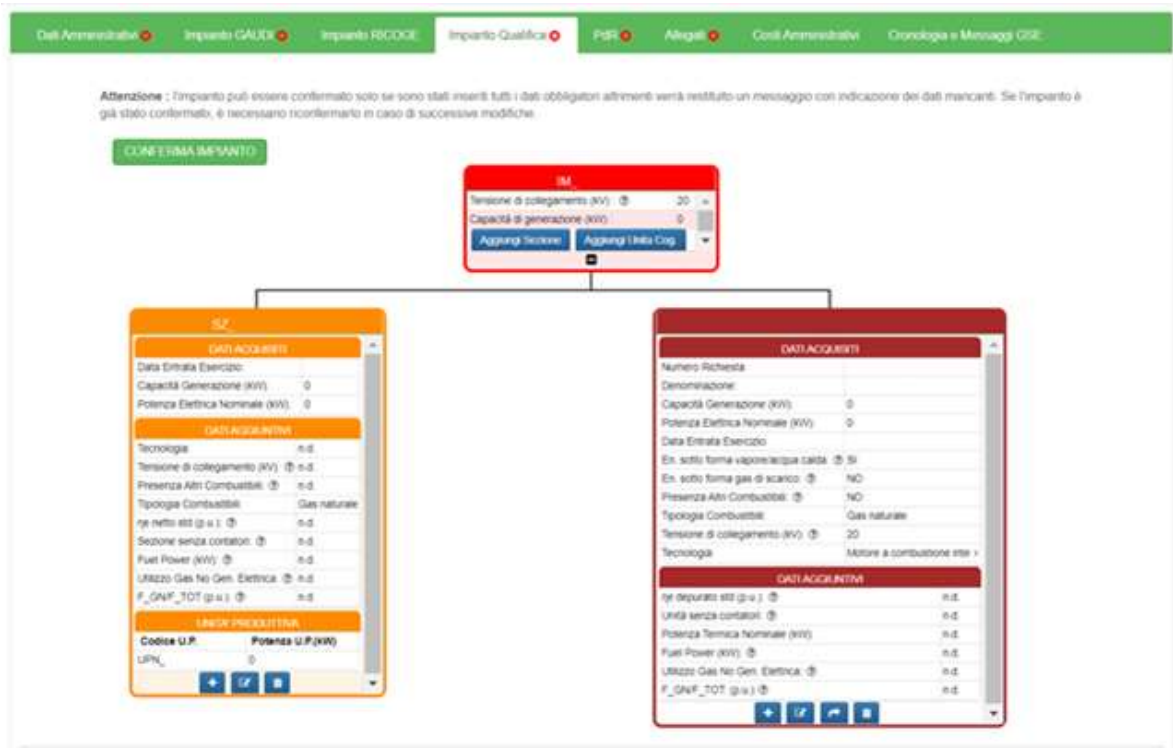 Dati Amministrativi Impianto GAUDI Impianto RICOGE Impianto Qualifica PdR Allegati Costi Amministrativi Cronologia e Messaggi GSE
Attenzione : l'impianto può essere confermato solo se sono stati inseriti tutti i dati obbligatori altrimenti verrà restituito un messaggio con indicazione dei dati mancanti. Se l'impianto è
già stato confermato, è necessario riconfermarlo in caso di successive modifiche.
CONFERMA IMPIANTO
IM_
Tensione di collegamento (kV) 20
Capacità di generazione (kW) 0
Aggiungi Sezione Aggiungi Unita Cog.
SZ_
DATI ACQUISITI
Data Entrata Esercizio:
Capacità Generazione (kW) 0
Potenza Elettrica Nominale (kW) 0
DATI AGGIUNTIVI
Tecnologia n.d.
Tensione di collegamento (kV) n.d.
Presenza Altri Combustibili: n.d.
Tipologia Combustibili: Gas naturale
ηe netto std (p.u.): n.d.
Sezione senza contatori: n.d.
Fuel Power (kW): n.d.
Utilizzo Gas No Gen. Elettrica: n.d.
F_GN/F_TOT (p.u.) n.d.
UNITA' PRODUTTIVA
Codice U.P. Potenza U.P.(kW)
UPN_ 0
DATI ACQUISITI
Numero Richiesta
Denominazione:
Capacità Generazione (kW) 0
Potenza Elettrica Nominale (kW) 0
Data Entrata Esercizio
En. sotto forma vapore/acqua calda: SI
En. sotto forma gas di scarico: NO
Presenza Altri Combustibili: NO
Tipologia Combustibili: Gas naturale
Tensione di collegamento (kV): 20
Tecnologia Motore a combustione inte
DATI AGGIUNTIVI
ηe depurato std (p.u.): n.d.
Unità senza contatori: n.d.
Potenza Termica Nominale (kW) n.d.
Fuel Power (kW): n.d.
Utilizzo Gas No Gen. Elettrica: n.d.
F_GN/F_TOT (p.u.) n.d.